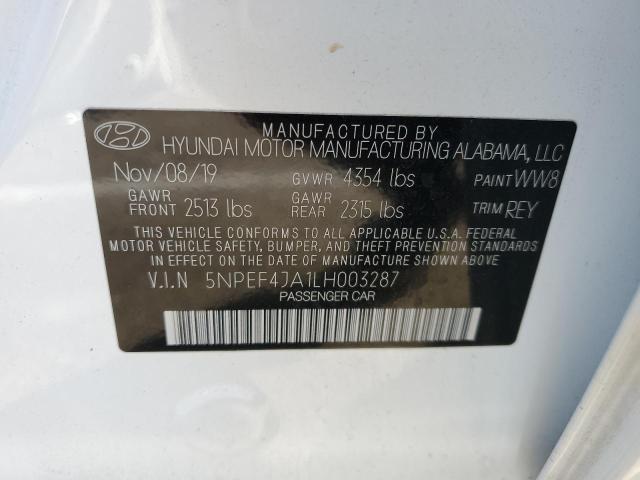 MANUFACTURED BY
HYUNDAI MOTOR MANUFACTURING ALABAMA, LLC
Nov/08/19 GVWR 4354 lbs PAINT WW8
GAWR FRONT 2513 lbs GAWR REAR 2315 lbs TRIM REY
THIS VEHICLE CONFORMS TO ALL APPLICABLE U.S.A. FEDERAL
MOTOR VEHICLE SAFETY, BUMPER, AND THEFT PREVENTION STANDARDS
IN EFFECT ON THE DATE OF MANUFACTURE SHOWN ABOVE
V.I.N 5NPEF4JA1LH003287
PASSENGER CAR